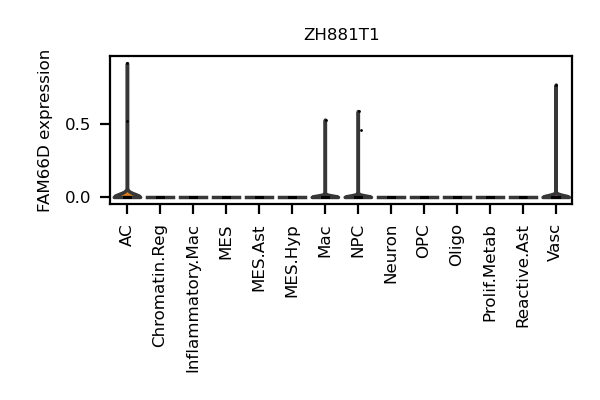 ZH881T1
FAM66D expression
0.5
0.0
AC
Chromatin.Reg
Inflammatory.Mac
MES
MES.Ast
MES.Hyp
Mac
NPC
Neuron
OPC
Oligo
Prolif.Metab
Reactive.Ast
Vasc